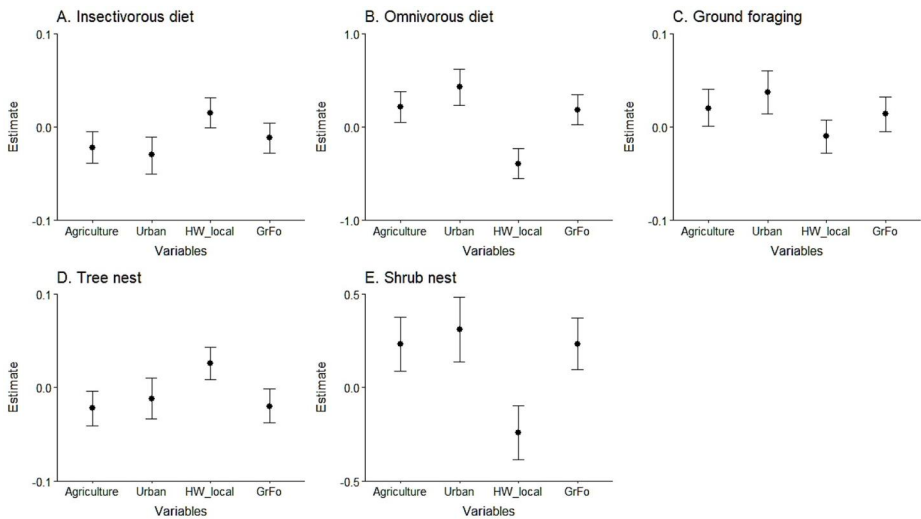 A. Insectivorous diet
0.1
0.0
-0.1
Estimate
Agriculture Urban HW_local GrFo
Variables
B. Omnivorous diet
1.0
0.0
-1.0
Estimate
Agriculture Urban HW_local GrFo
Variables
C. Ground foraging
0.1
0.0
-0.1
Estimate
Agriculture Urban HW_local GrFo
Variables
D. Tree nest
0.1
0.0
-0.1
Estimate
Agriculture Urban HW_local GrFo
Variables
E. Shrub nest
0.5
0.0
-0.5
Estimate
Agriculture Urban HW_local GrFo
Variables